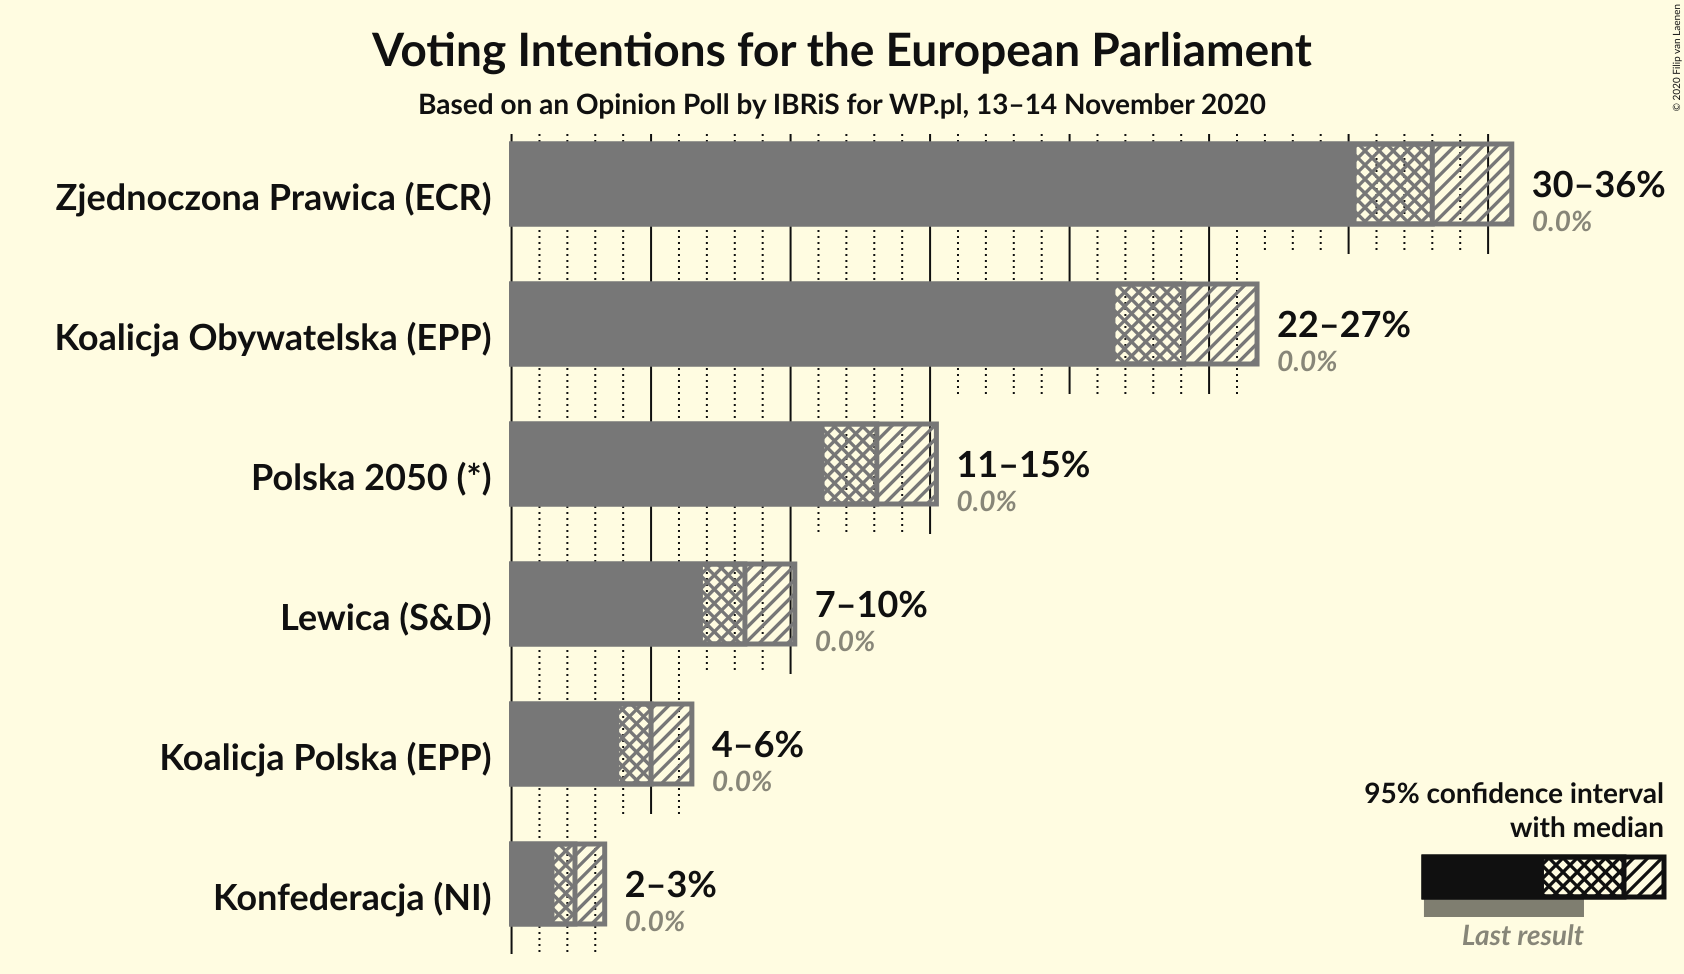 Voting Intentions for the European Parliament
Based on an Opinion Poll by IBRiS for WP.pl, 13–14 November 2020
© 2020 Filip van Laenen
Zjednoczona Prawica (ECR)
30–36%
0.0%
Koalicja Obywatelska (EPP)
22–27%
0.0%
Polska 2050 (*)
11–15%
0.0%
Lewica (S&D)
7–10%
0.0%
Koalicja Polska (EPP)
4–6%
0.0%
Konfederacja (NI)
2–3%
0.0%
95% confidence interval
with median
Last result